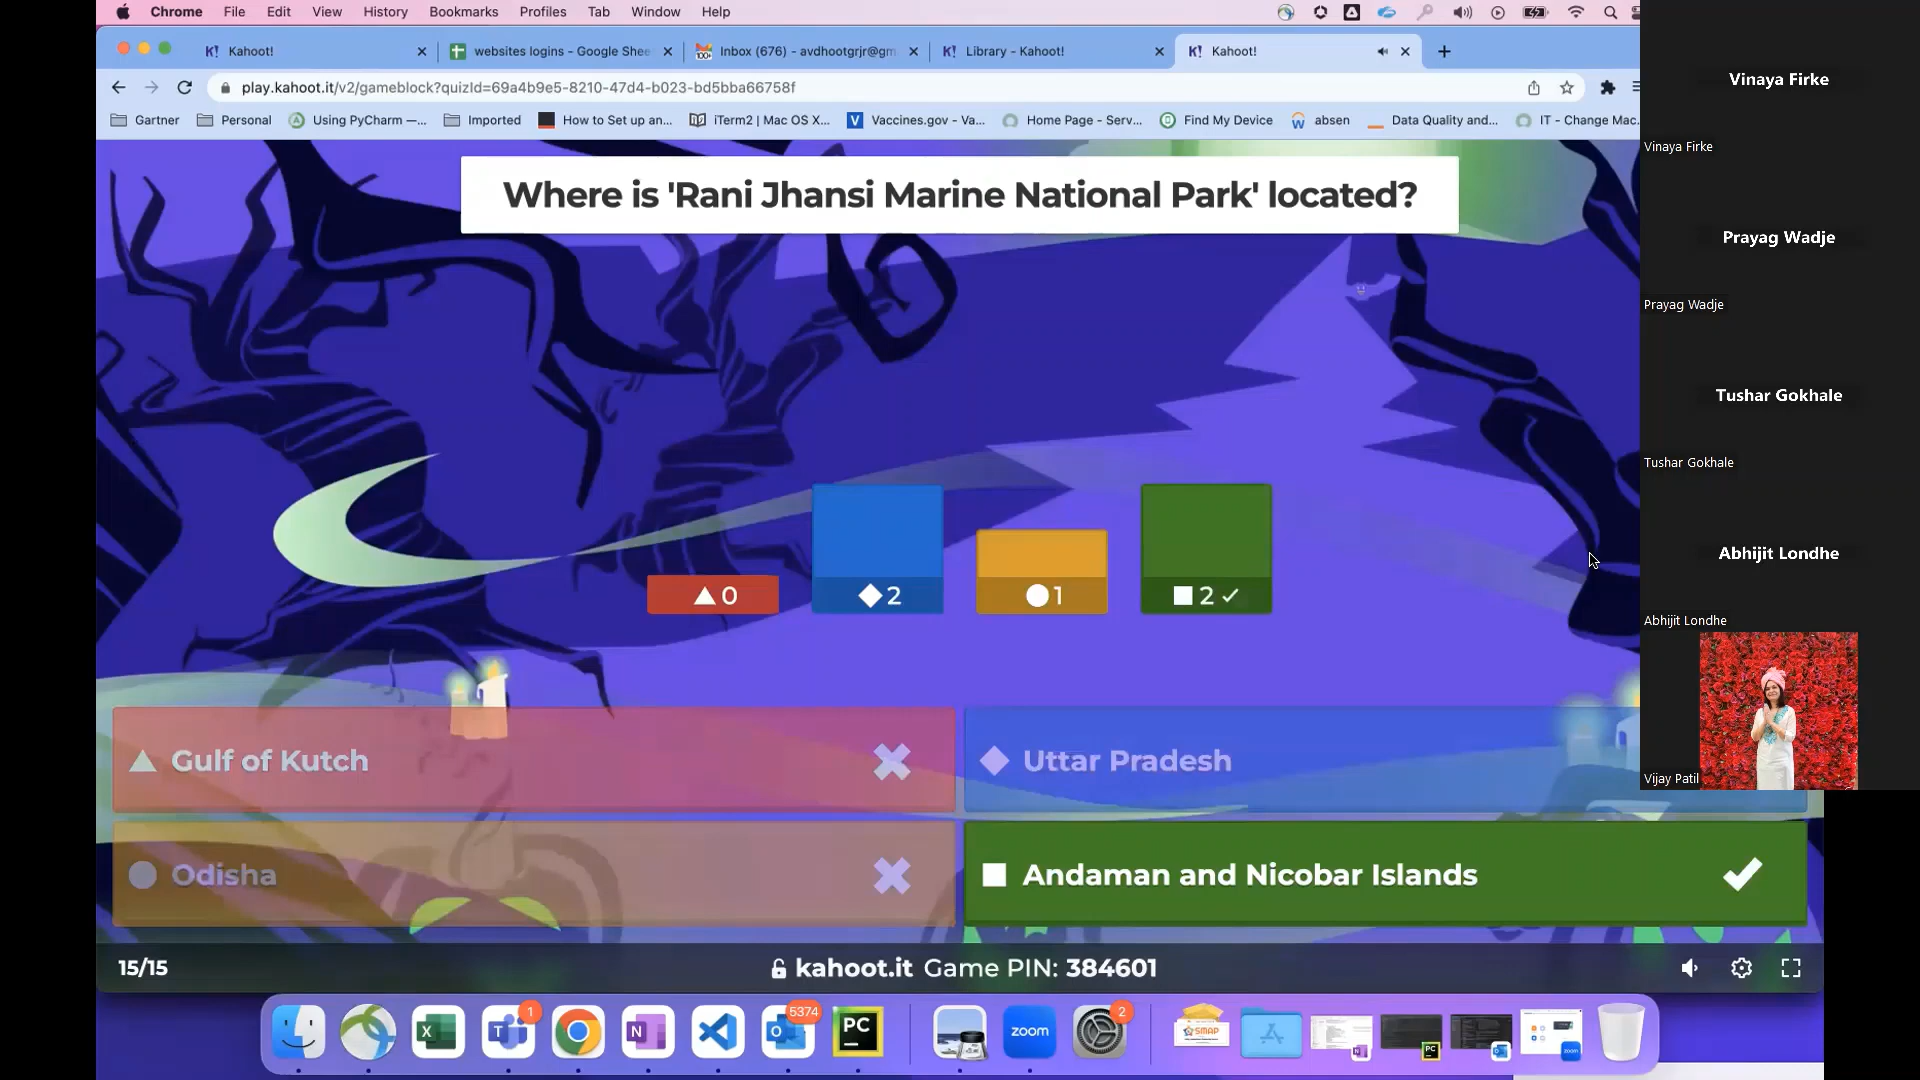 Chrome File Edit View History Bookmarks Profiles Tab Window Help
Kahoot!
websites logins - Google Shee
Inbox (676) - avdhootgrjr@gm
Library - Kahoot!
Kahoot!
play.kahoot.it/v2/gameblock?quizId=69a4b9e5-8210-47d4-b023-bd5bba66758f
Gartner
Personal
Using PyCharm —...
Imported
How to Set up an...
iTerm2 | Mac OS X...
Vaccines.gov - Va...
Home Page - Serv...
Find My Device
absen
Data Quality and...
IT - Change Mac.
Where is 'Rani Jhansi Marine National Park' located?
0
2
1
2
Gulf of Kutch
Uttar Pradesh
Odisha
Andaman and Nicobar Islands
15/15
kahoot.it Game PIN: 384601
Vinaya Firke
Vinaya Firke
Prayag Wadje
Prayag Wadje
Tushar Gokhale
Tushar Gokhale
Abhijit Londhe
Abhijit Londhe
Vijay Patil
1
5374
PC
zoom
2
SMAP